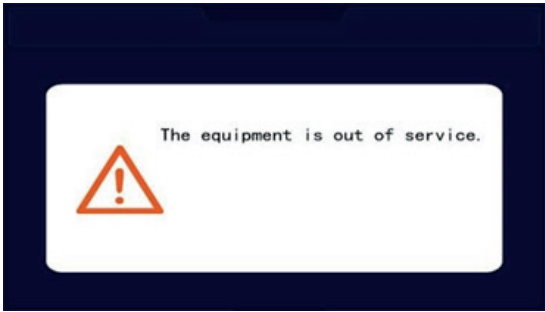 The equipment is out of service.